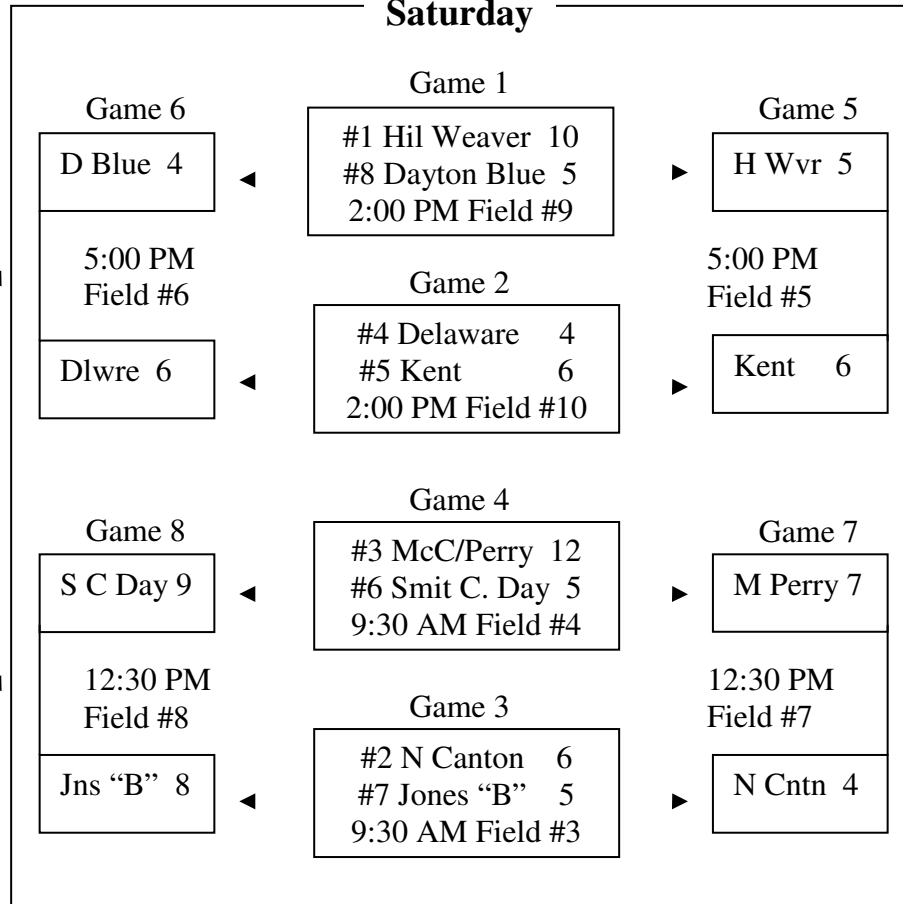 Saturday
Game 1
Game 6
Game 5
#1 Hil Weaver 10
D Blue 4
#8 Dayton Blue 5
H Wvr 5
2:00 PM Field #9
5:00 PM
Field #6
5:00 PM
Field #5
Game 2
#4 Delaware 4
Dlwre 6
#5 Kent 6
Kent 6
2:00 PM Field #10
Game 4
Game 8
Game 7
#3 McC/Perry 12
S C Day 9
#6 Smit C. Day 5
M Perry 7
9:30 AM Field #4
12:30 PM
Field #8
12:30 PM
Field #7
Game 3
#2 N Canton 6
Jns “B” 8
#7 Jones “B” 5
N Cntn 4
9:30 AM Field #3